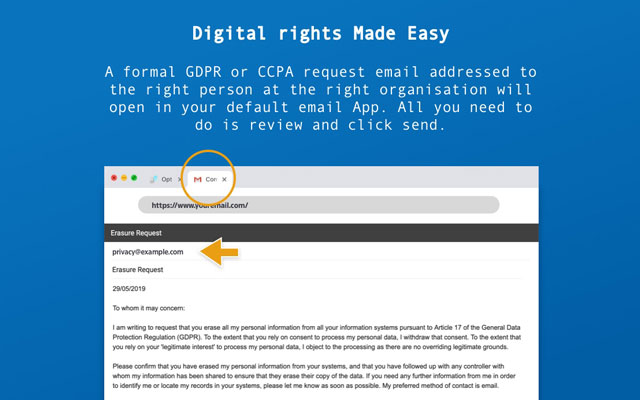 Digital rights Made Easy
A formal GDPR or CCPA request email addressed to
the right person at the right organisation will
open in your default email App. All you need to
do is review and click send.
Opt
Con
https://www.youremail.com/
Erasure Request
privacy@example.com
Erasure Request
29/05/2019
To whom it may concern:
I am writing to request that you erase all my personal information from all your information systems pursuant to Article 17 of the General Data
Protection Regulation (GDPR). To the extent that you rely on consent to process my personal data, I withdraw that consent. To the extent that
you rely on your 'legitimate interest' to process my personal data, I object to the processing as there are no overriding legitimate grounds.
Please confirm that you have erased my personal information from your systems, and that you have followed up with any controller with
whom my information has been shared to ensure that they erase their copy of the data. If you need any further information from me in order
to identify me or locate my records in your systems, please let me know as soon as possible. My preferred method of contact is email.